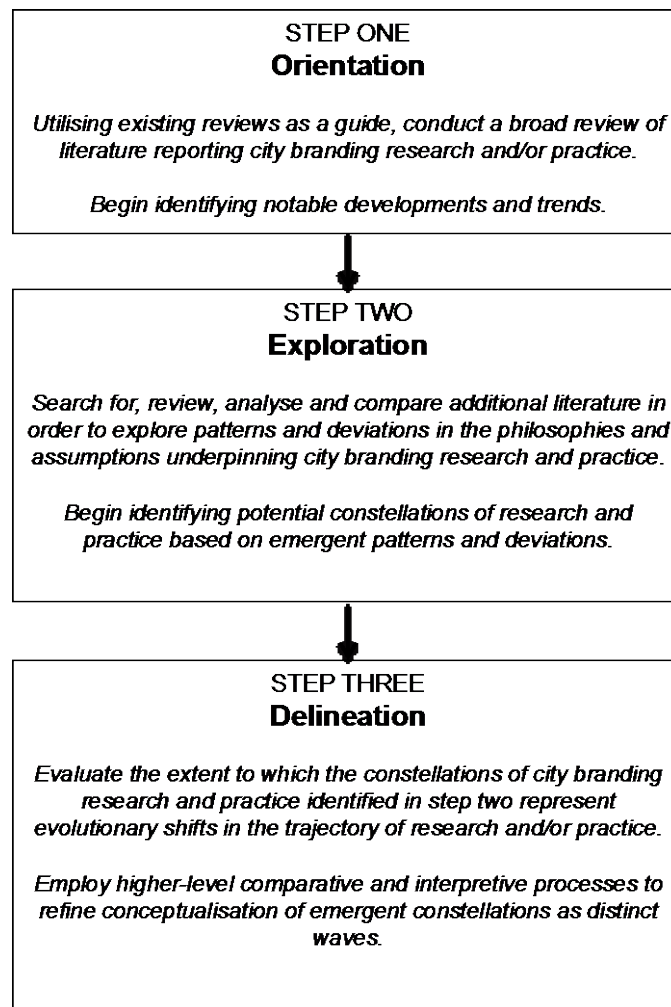 STEP ONE
Orientation
Utilising existing reviews as a guide, conduct a broad review of
literature reporting city branding research and/or practice.
Begin identifying notable developments and trends.
STEP TWO
Exploration
Search for, review, analyse and compare additional literature in
order to explore patterns and deviations in the philosophies and
assumptions underpinning city branding research and practice.
Begin identifying potential constellations of research and
practice based on emergent patterns and deviations.
STEP THREE
Delineation
Evaluate the extent to which the constellations of city branding
research and practice identified in step two represent
evolutionary shifts in the trajectory of research and/or practice.
Employ higher-level comparative and interpretive processes to
refine conceptualisation of emergent constellations as distinct
waves.